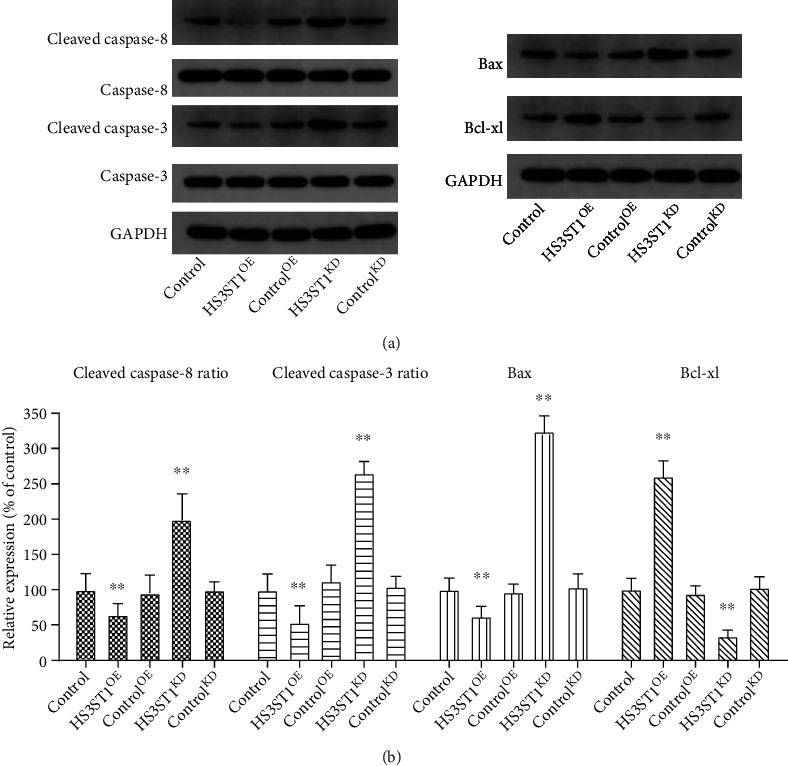 Cleaved caspase-8
Caspase-8
Cleaved caspase-3
Caspase-3
GAPDH
Control
HS3ST1OE
ControlOE
HS3ST1KD
ControlKD
Bax
Bcl-xl
GAPDH
Control
HS3ST1OE
ControlOE
HS3ST1KD
ControlKD
(a)
Cleaved caspase-8 ratio
Cleaved caspase-3 ratio
Bax
Bcl-xl
Relative expression (% of control)
350
300
250
200
150
100
50
0
**
**
**
**
**
**
**
**
Control
HS3ST1OE
ControlOE
HS3ST1KD
ControlKD
Control
HS3ST1OE
ControlOE
HS3ST1KD
ControlKD
Control
HS3ST1OE
ControlOE
HS3ST1KD
ControlKD
Control
HS3ST1OE
ControlOE
HS3ST1KD
ControlKD
(b)